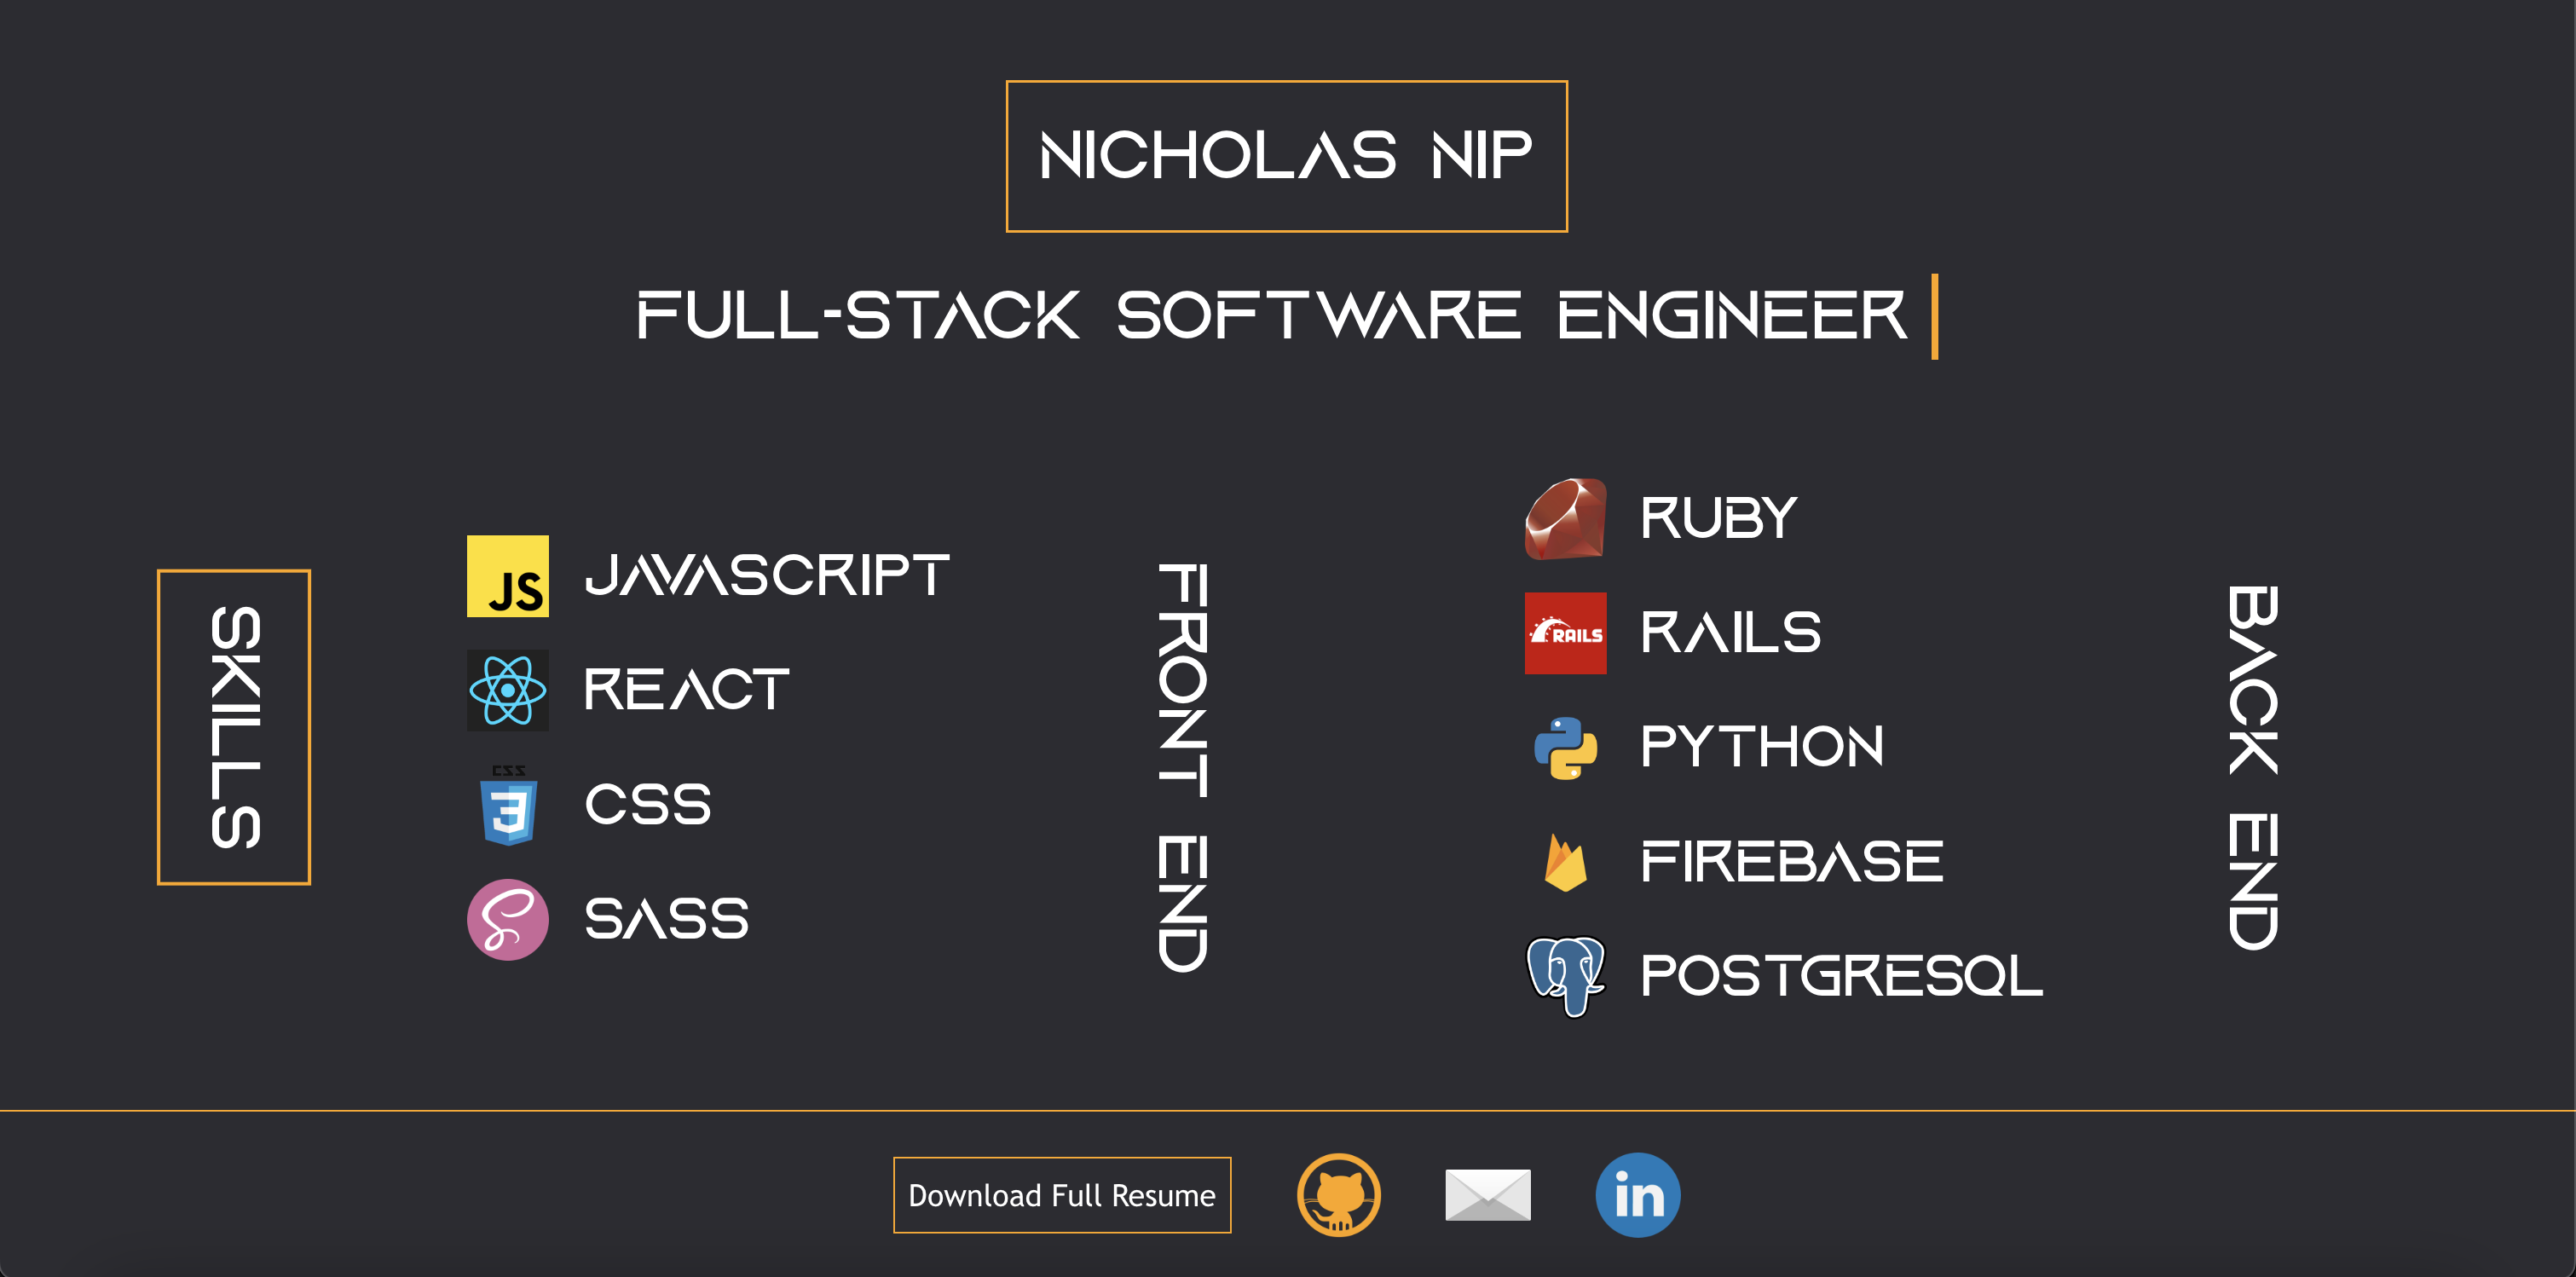 NICHOLAS NIP
FULL-STACK SOFTWARE ENGINEER
SKILLS
JS
JAVASCRIPT
REACT
CSS
3
CSS
SASS
FRONT END
RUBY
RAILS
RAILS
PYTHON
FIREBASE
POSTGRESQL
BACK END
Download Full Resume
in